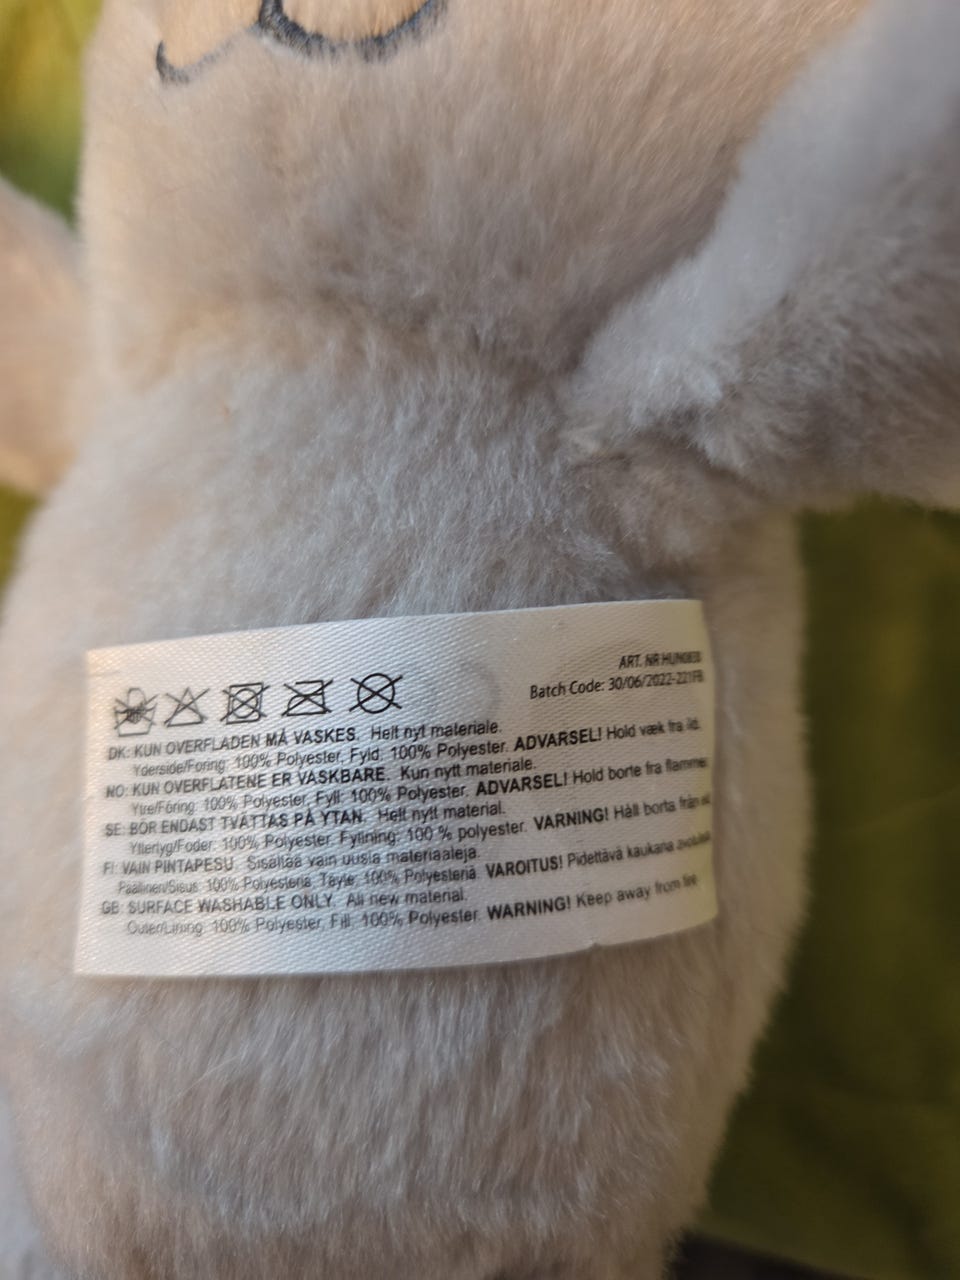 ART. NR HUN0830
Batch Code: 30/06/2022-221FB
DK: KUN OVERFLADEN MÅ VASKES. Helt nyt materiale.
Yderside/Foring: 100% Polyester, Fyld: 100% Polyester. ADVARSEL! Hold væk fra ild.
NO: KUN OVERFLATENE ER VASKBARE. Kun nytt materiale.
Ytre/Fôring: 100% Polyester, Fyll: 100% Polyester. ADVARSEL! Hold borte fra flammer
SE: BÖR ENDAST TVÄTTAS PÅ YTAN. Helt nytt material.
Yttertyg/Foder: 100% Polyester, Fyllning: 100 % polyester. VARNING! Håll borta från
FI: VAIN PINTAPESU. Sisältää vain uusia materiaaleja.
Päällinen/Sisus: 100% Polyesteriä, Täyte: 100% Polyesteriä. VAROITUS! Pidettävä kaukana
GB: SURFACE WASHABLE ONLY. All new material.
Outer/Lining: 100% Polyester, Fill: 100% Polyester. WARNING! Keep away from fire